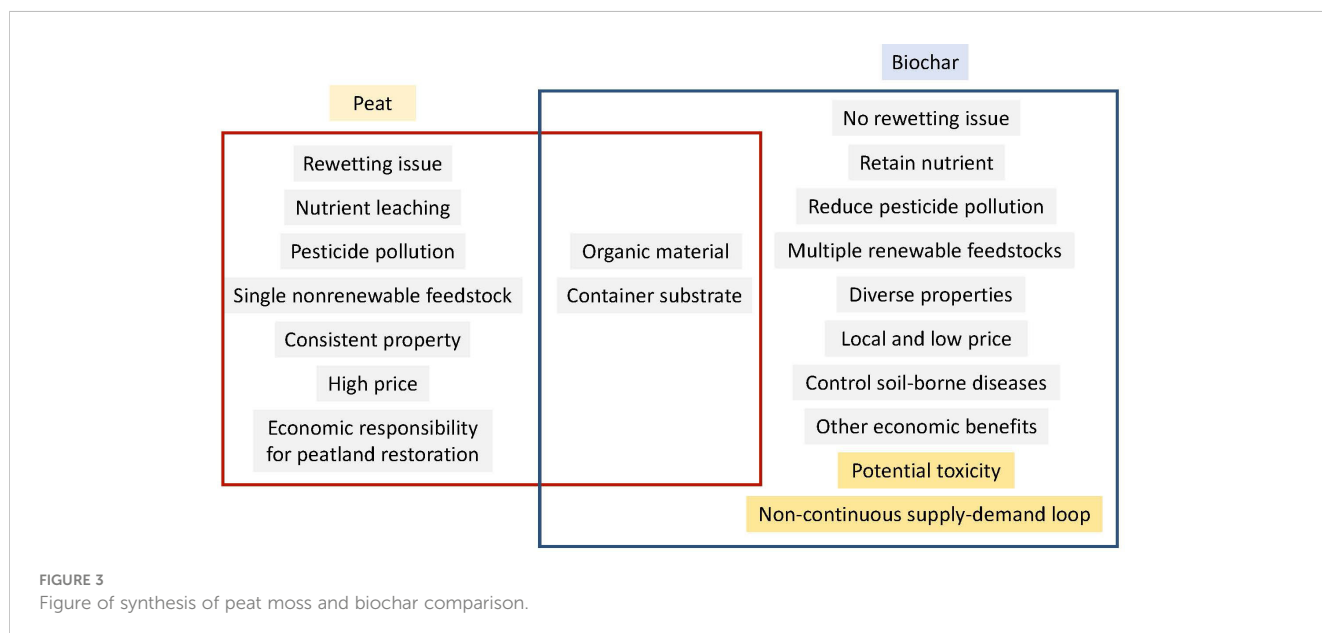 Peat
Rewetting issue
Nutrient leaching
Pesticide pollution
Single nonrenewable feedstock
Consistent property
High price
Economic responsibility
for peatland restoration
Organic material
Container substrate
Biochar
No rewetting issue
Retain nutrient
Reduce pesticide pollution
Multiple renewable feedstocks
Diverse properties
Local and low price
Control soil-borne diseases
Other economic benefits
Potential toxicity
Non-continuous supply-demand loop
FIGURE 3
Figure of synthesis of peat moss and biochar comparison.